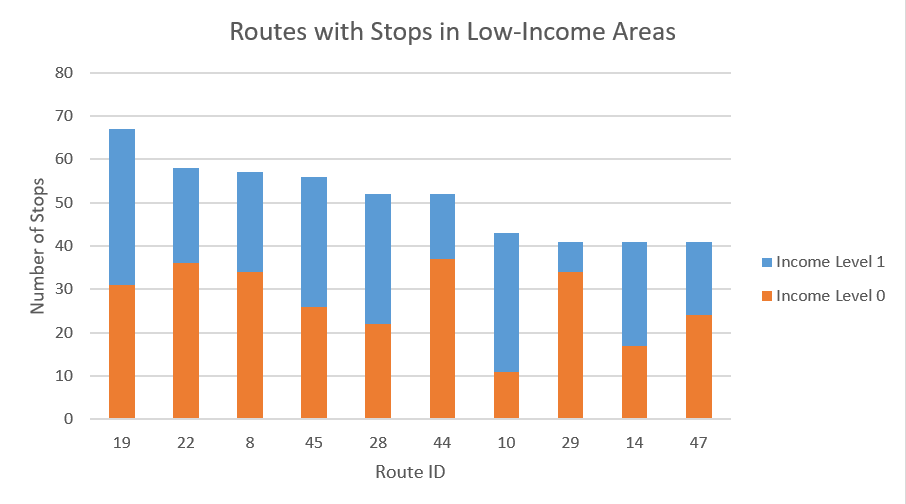 Routes with Stops in Low-Income Areas
80
70
60
50
40
30
20
10
0
Number of Stops
19 22 8 45 28 44 10 29 14 47
Route ID
Income Level 1
Income Level 0